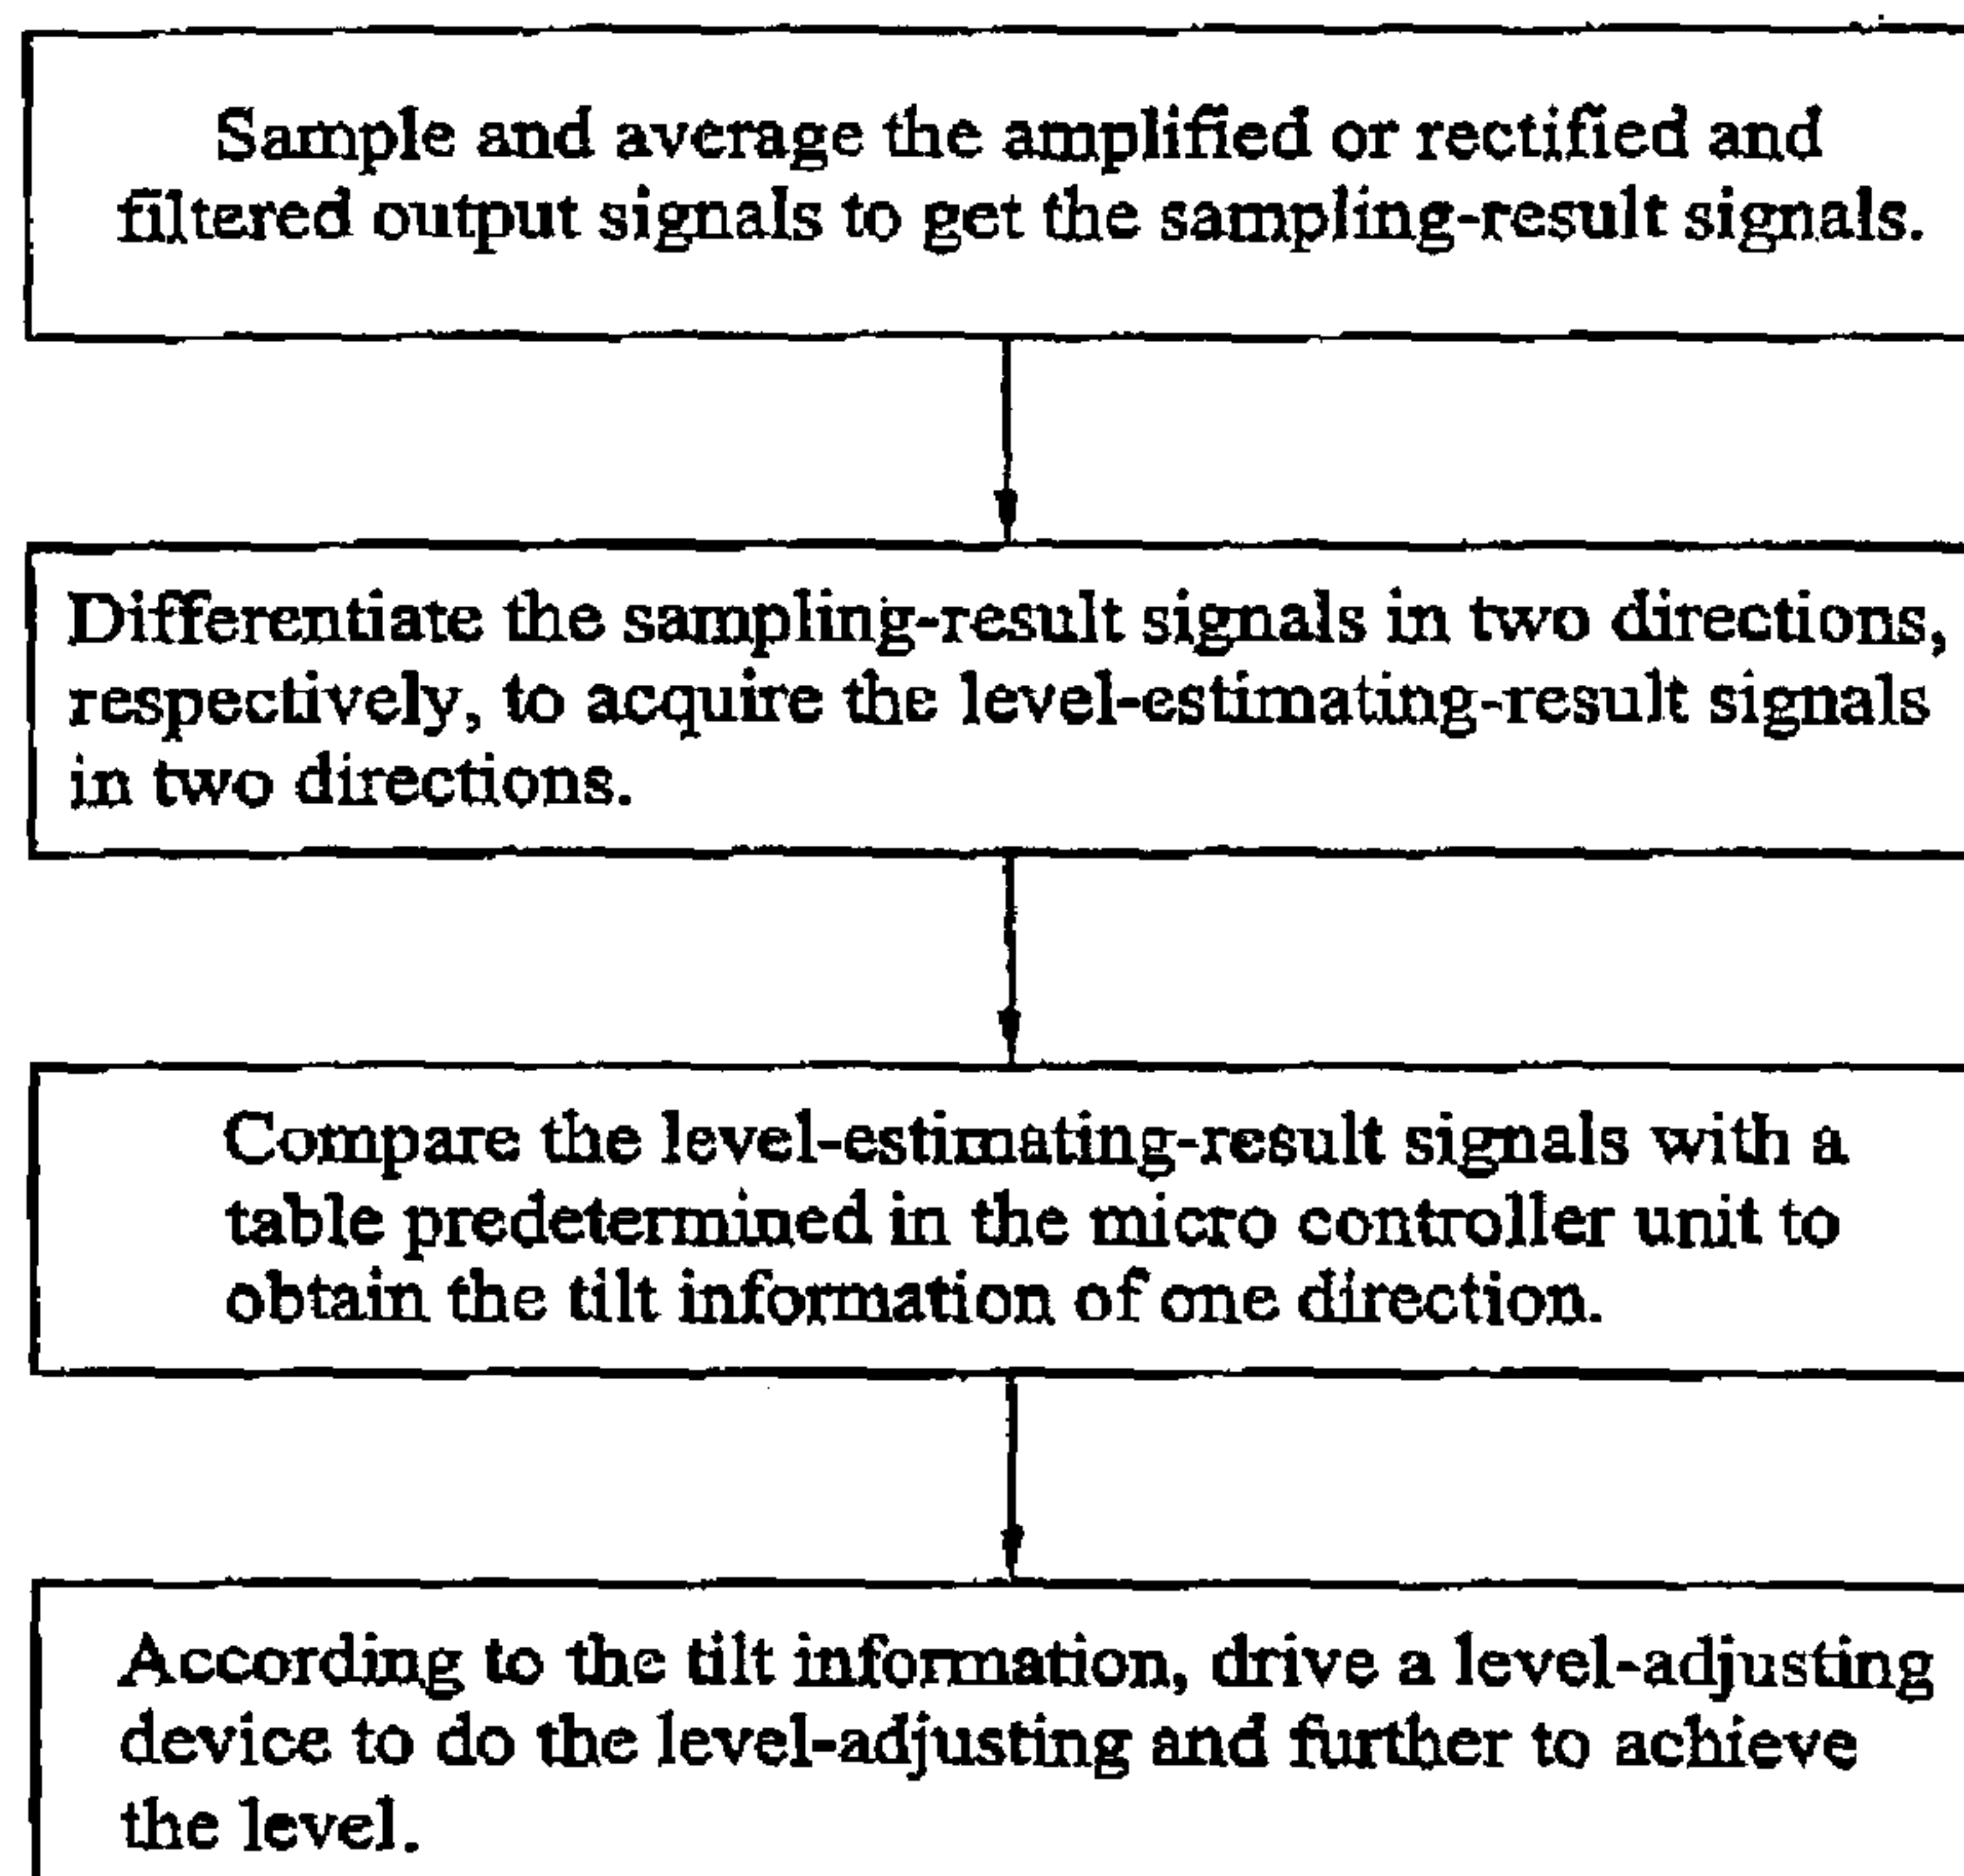 Sample and average the amplified or rectified and
filtered output signals to get the sampling-result signals.
Differentiate the sampling-result signals in two directions,
respectively, to acquire the level-estimating-result signals
in two directions.
Compare the level-estimating-result signals with a
table predetermined in the micro controller unit to
obtain the tilt information of one direction.
According to the tilt information, drive a level-adjusting
device to do the level-adjusting and further to achieve
the level.